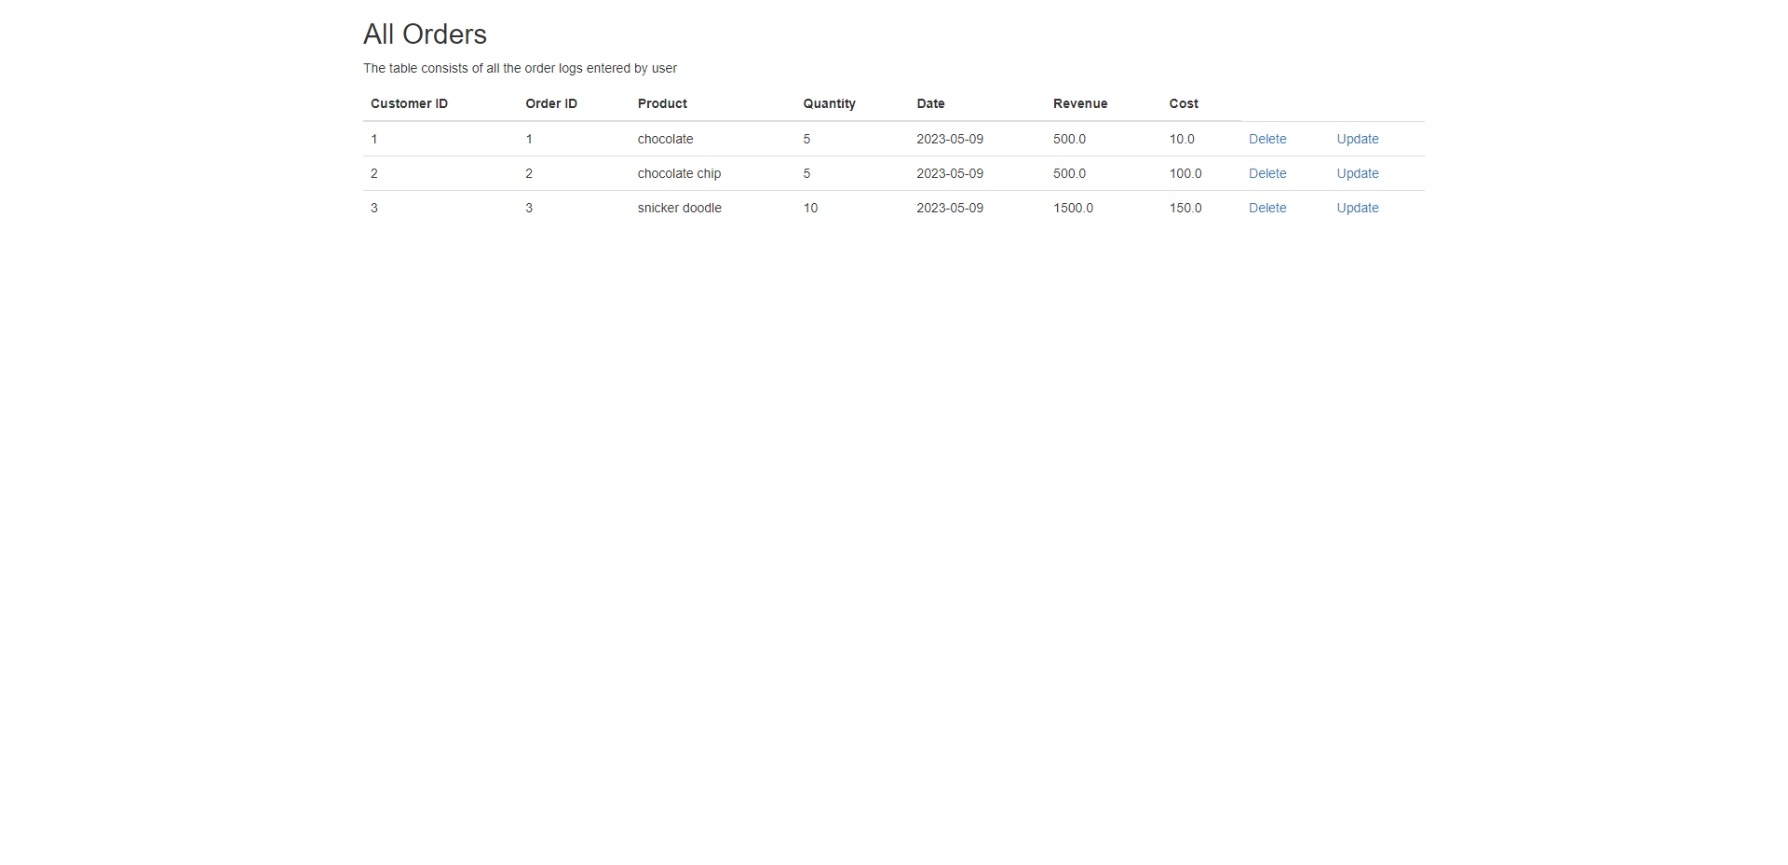 All Orders
The table consists of all the order logs entered by user
Customer ID Order ID Product Quantity Date Revenue Cost
1 1 chocolate 5 2023-05-09 500.0 10.0 Delete Update
2 2 chocolate chip 5 2023-05-09 500.0 100.0 Delete Update
3 3 snicker doodle 10 2023-05-09 1500.0 150.0 Delete Update